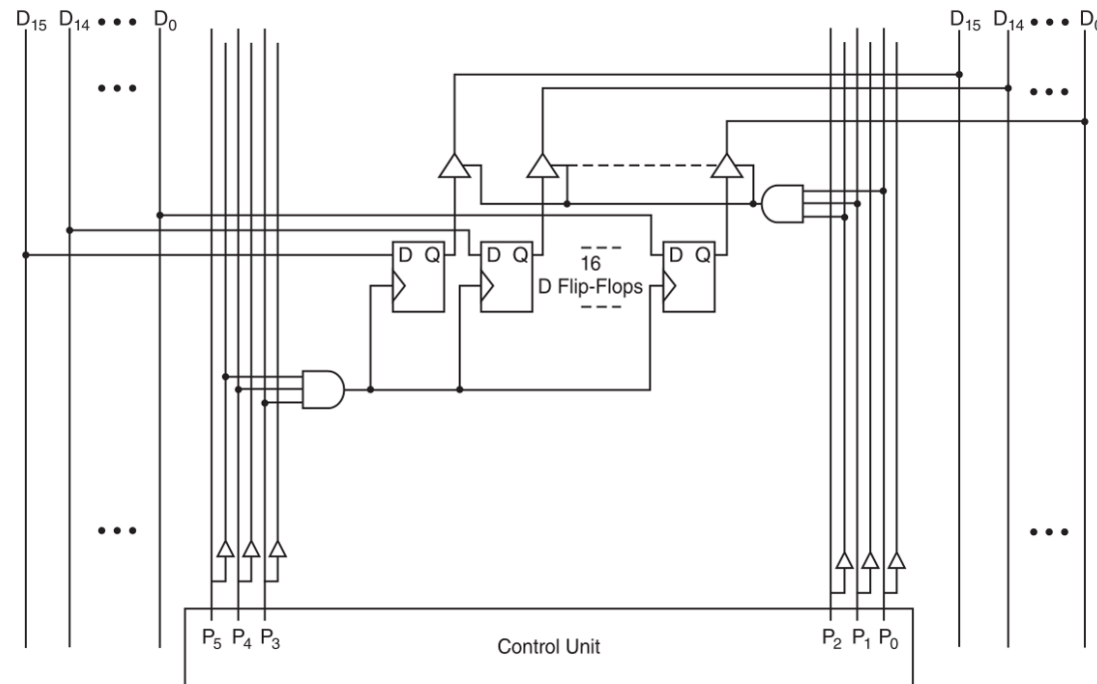 D15 D14 ••• D0 D15 D14 ••• D0
D Q D Q 16 D Q
D Flip-Flops
P5 P4 P3 P2 P1 P0
Control Unit